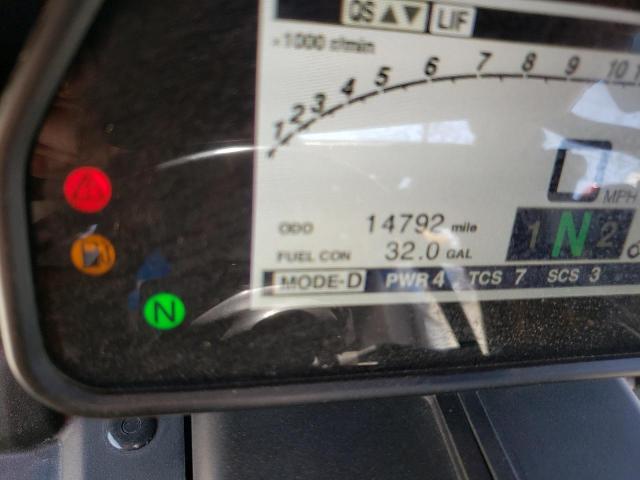 QS LIF
×1000 r/min
1 2 3 4 5 6 7 8 9 10
0
MPH
ODO 14792 mile
1 N 2
FUEL CON 32.0 GAL
MODE-D PWR 4 TCS 7 SCS 3
N